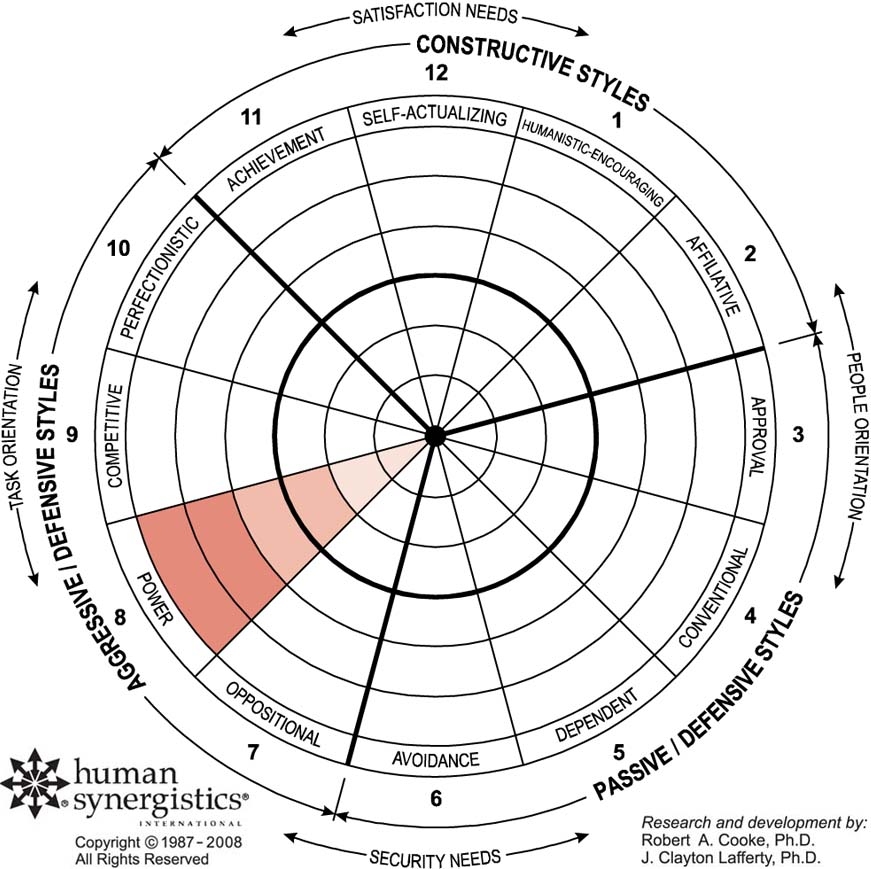 SATISFACTION NEEDS
CONSTRUCTIVE STYLES
12
SELF-ACTUALIZING
1
HUMANISTIC-ENCOURAGING
2
AFFILIATIVE
PEOPLE ORIENTATION
3
APPROVAL
4
CONVENTIONAL
PASSIVE / DEFENSIVE STYLES
5
DEPENDENT
6
AVOIDANCE
SECURITY NEEDS
7
OPPOSITIONAL
8
POWER
AGGRESSIVE / DEFENSIVE STYLES
TASK ORIENTATION
9
COMPETITIVE
10
PERFECTIONISTIC
11
ACHIEVEMENT
human
®synergistics®
INTERNATIONAL
Copyright © 1987–2008
All Rights Reserved
Research and development by:
Robert A. Cooke, Ph.D.
J. Clayton Lafferty, Ph.D.